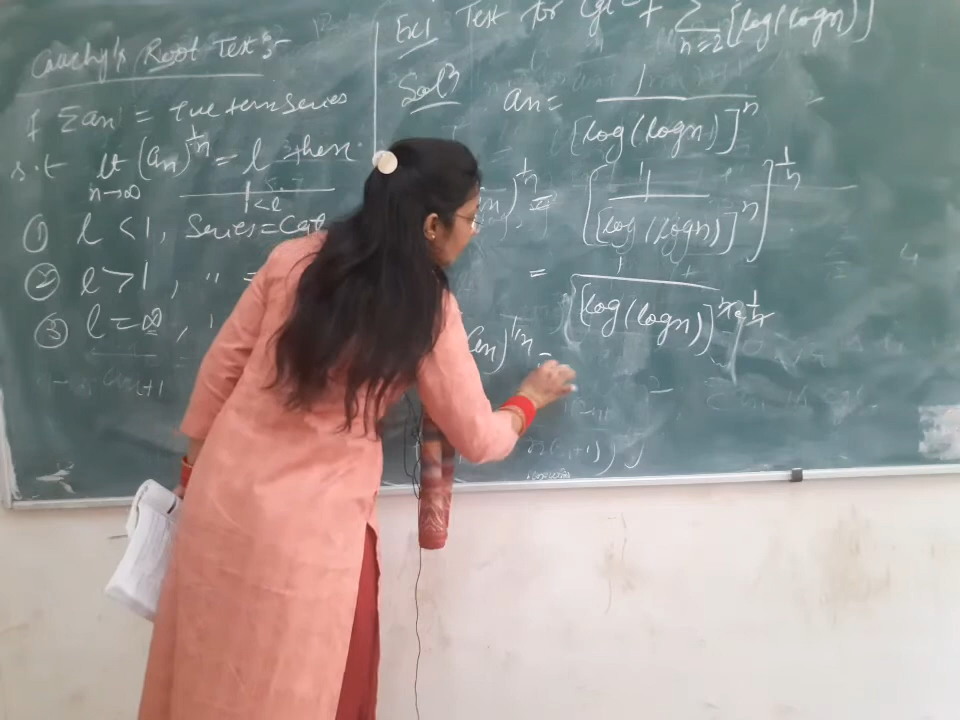 Cauchy's Root Test:-
If Σan = +ve term series
s.t lt n→∞ (an)^1/n = l then
① l < 1, Series = Cgt
② l > 1, " =
③ l = ∞, "
Ex1 Test for Cgt of Σ n=2 [log(logn)]
Sol^n an = 1 / [log(logn)]^n
)^1/n = [1 / [log(logn)]^n]^1/n
= 1 / [log(logn)]^n×1/n
(an)^1/n =